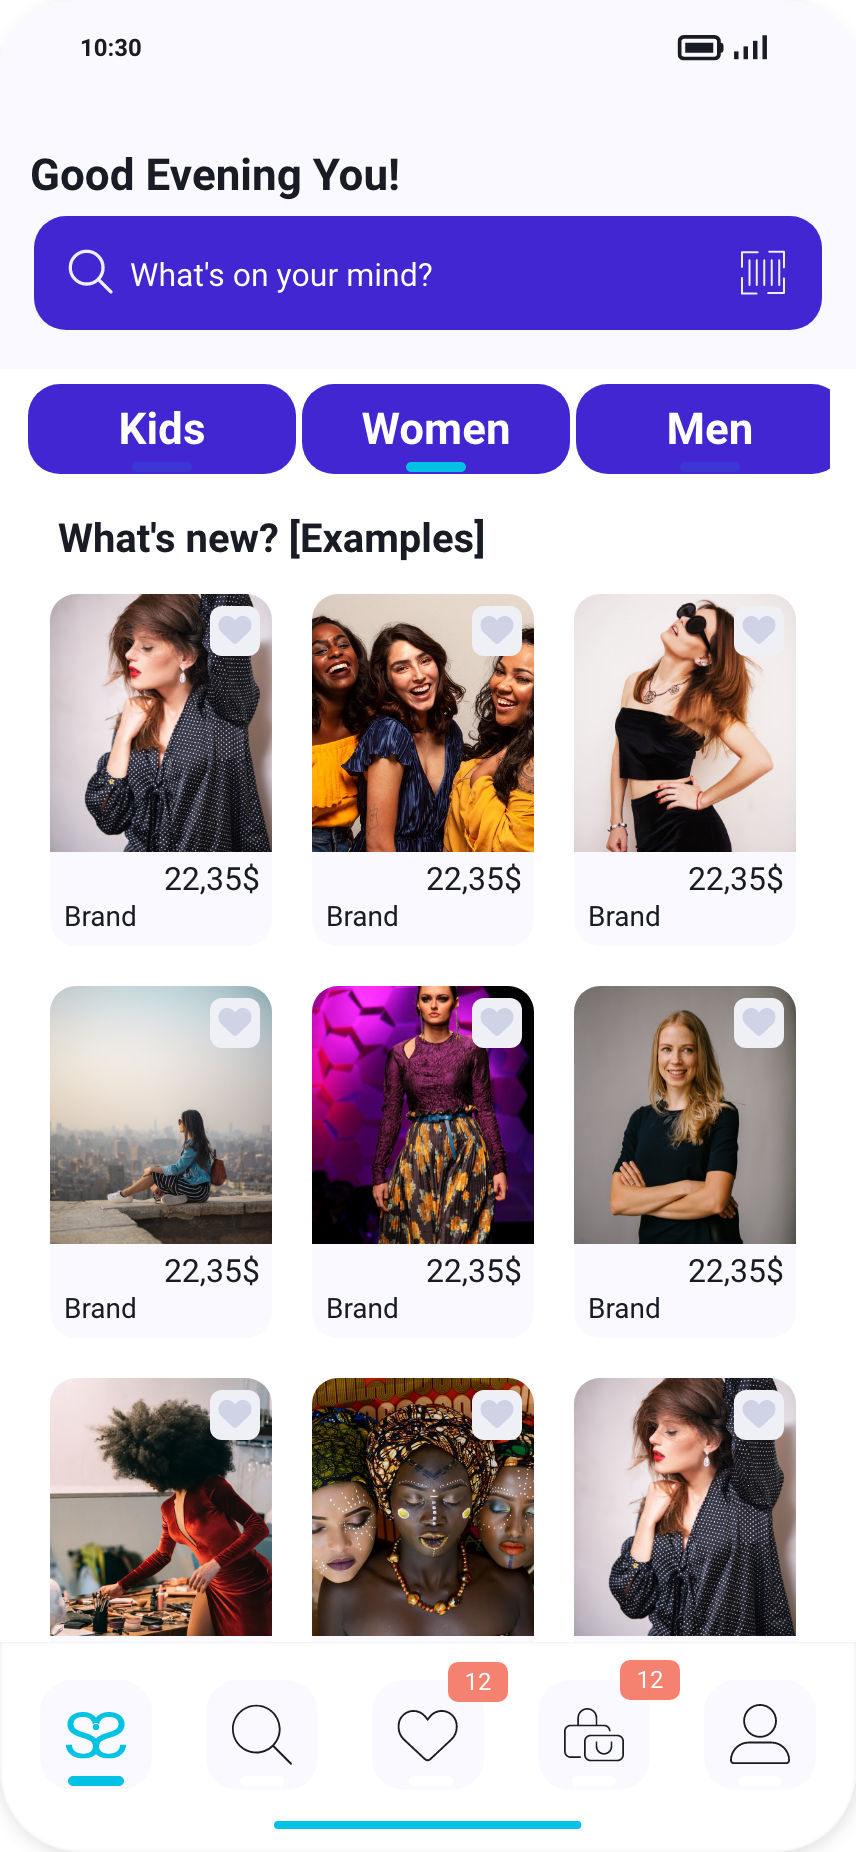 10:30
Good Evening You!
What's on your mind?
Kids Women Men
What's new? [Examples]
22,35$ 22,35$ 22,35$
Brand Brand Brand
22,35$ 22,35$ 22,35$
Brand Brand Brand
12 12